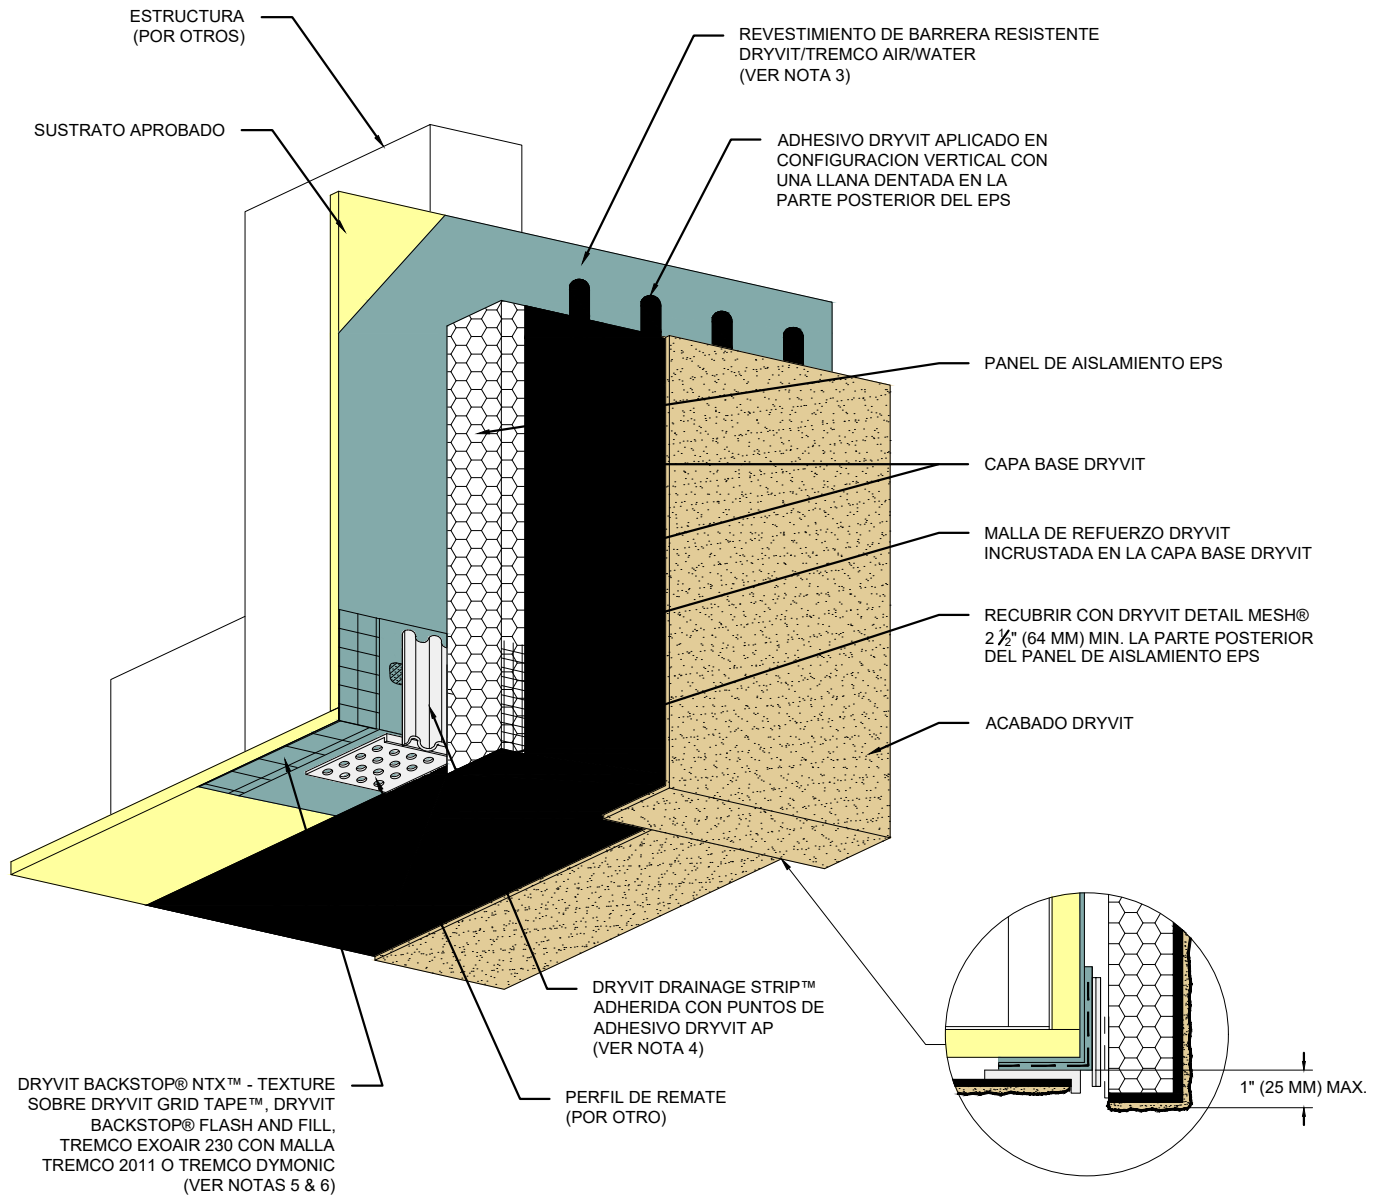 ESTRUCTURA
(POR OTROS)
SUSTRATO APROBADO
REVESTIMIENTO DE BARRERA RESISTENTE
DRYVIT/TREMCO AIR/WATER
(VER NOTA 3)
ADHESIVO DRYVIT APLICADO EN
CONFIGURACION VERTICAL CON
UNA LLANA DENTADA EN LA
PARTE POSTERIOR DEL EPS
PANEL DE AISLAMIENTO EPS
CAPA BASE DRYVIT
MALLA DE REFUERZO DRYVIT
INCRUSTADA EN LA CAPA BASE DRYVIT
RECUBRIR CON DRYVIT DETAIL MESH®
2 ½" (64 MM) MIN. LA PARTE POSTERIOR
DEL PANEL DE AISLAMIENTO EPS
ACABADO DRYVIT
DRYVIT DRAINAGE STRIP™
ADHERIDA CON PUNTOS DE
ADHESIVO DRYVIT AP
(VER NOTA 4)
PERFIL DE REMATE
(POR OTRO)
DRYVIT BACKSTOP® NTX™ - TEXTURE
SOBRE DRYVIT GRID TAPE™, DRYVIT
BACKSTOP® FLASH AND FILL,
TREMCO EXOAIR 230 CON MALLA
TREMCO 2011 O TREMCO DYMONIC
(VER NOTAS 5 & 6)
1" (25 MM) MAX.